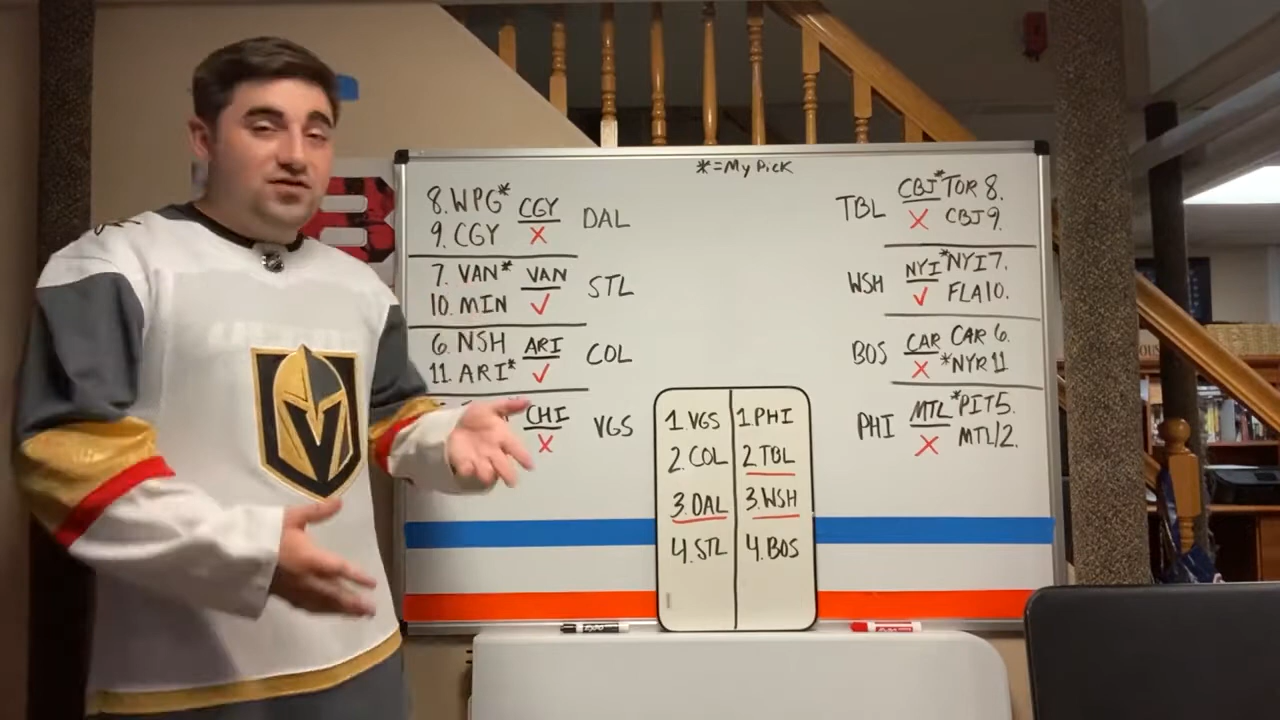 *=MY PICK
8. WPG* CGY DAL
9. CGY X
7. VAN* VAN STL
10. MIN ✓
6. NSH ARI COL
11. ARI* ✓
CHI VGS
X
TBL CBJ *TOR 8.
X CBJ 9.
WSH NYI *NYI 7.
✓ FLA 10.
BOS CAR CAR 6.
X *NYR 11
PHI MTL *PIT 5.
X MTL 12.
1. VGS 1. PHI
2. COL 2. TBL
3. DAL 3. WSH
4. STL 4. BOS